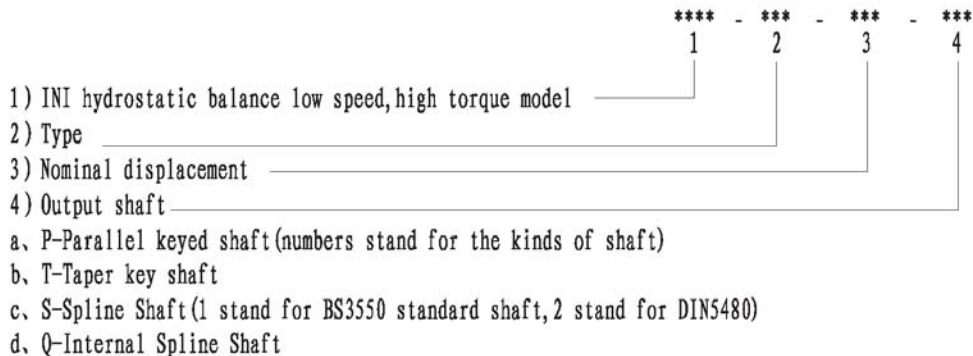 **** - *** - *** - ***
1 2 3 4
1) INI hydrostatic balance low speed,high torque model
2) Type
3) Nominal displacement
4) Output shaft
a、P-Parallel keyed shaft(numbers stand for the kinds of shaft)
b、T-Taper key shaft
c、S-Spline Shaft(1 stand for BS3550 standard shaft,2 stand for DIN5480)
d、Q-Internal Spline Shaft